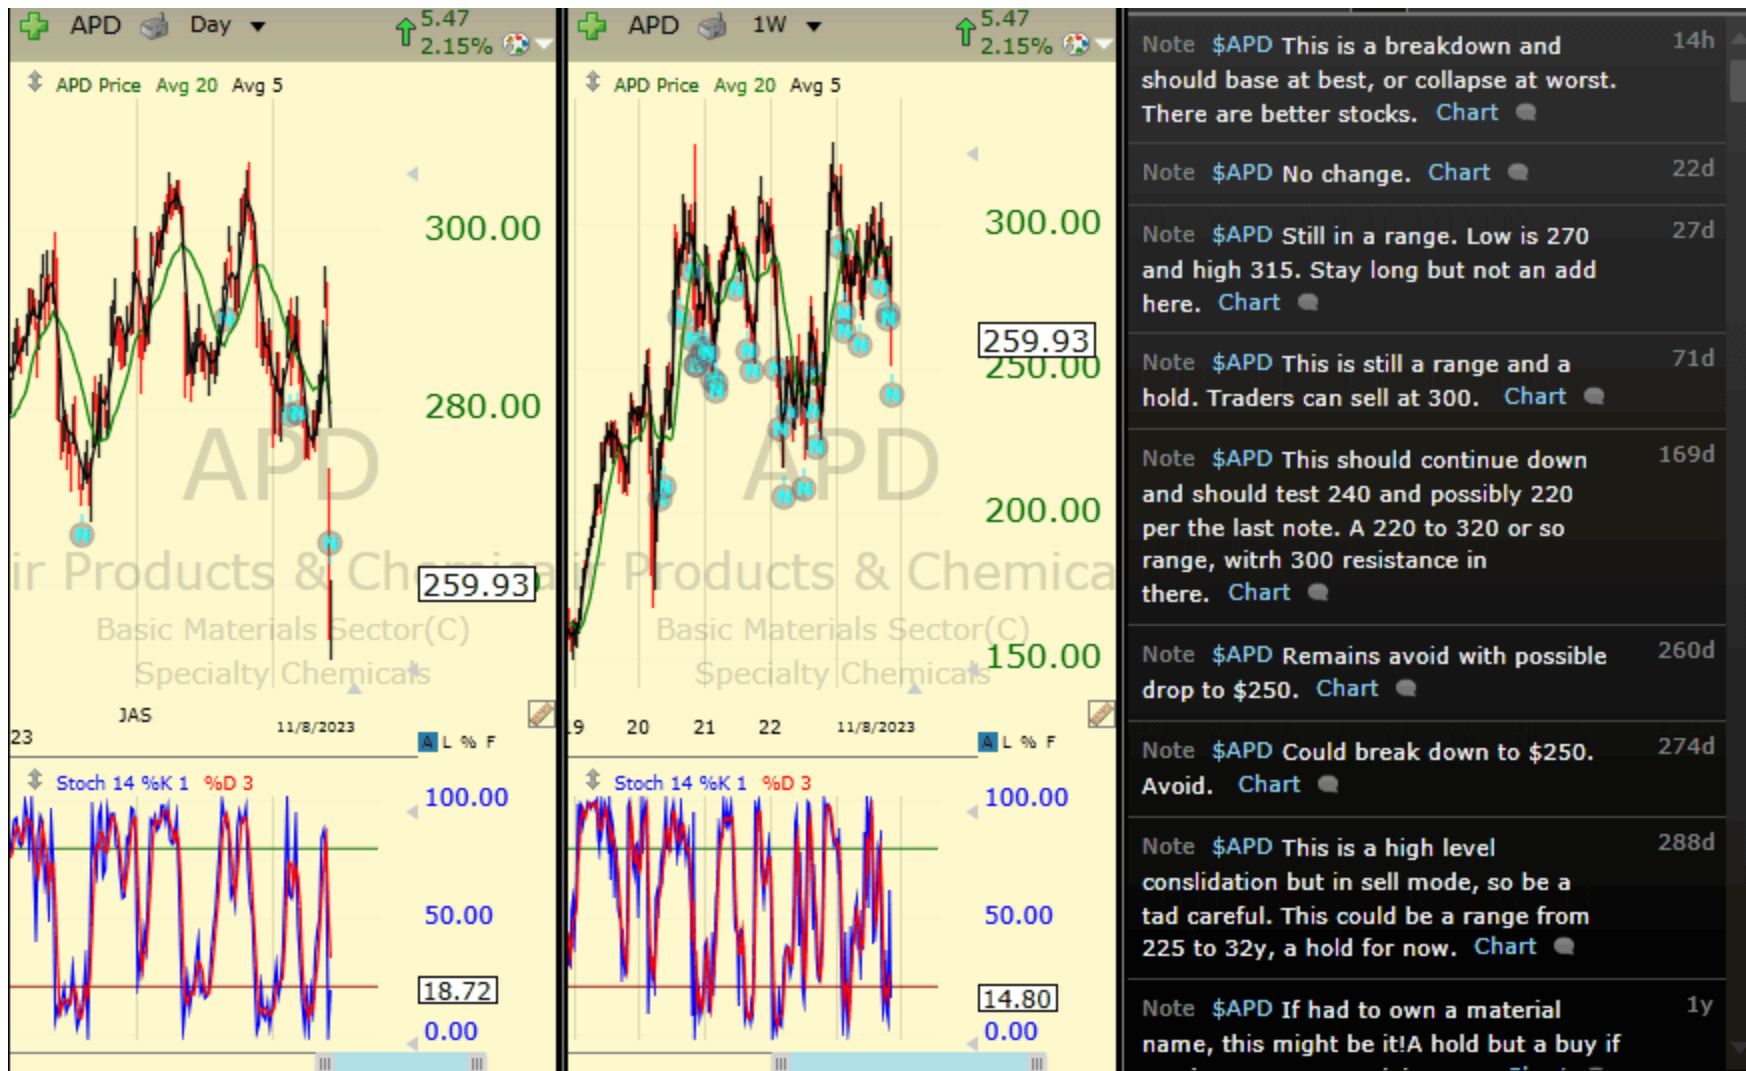 APD Day 5.47
2.15%
APD Price Avg 20 Avg 5
300.00
280.00
APD
ir Products & Chemica
259.93
Basic Materials Sector(C)
Specialty Chemicals
JAS
11/8/2023
23
A L % F
Stoch 14 %K 1 %D 3
100.00
50.00
18.72
0.00
APD 1W 5.47
2.15%
APD Price Avg 20 Avg 5
300.00
259.93
250.00
APD
200.00
ir Products & Chemica
Basic Materials Sector(C)
150.00
Specialty Chemicals
19 20 21 22 11/8/2023
A L % F
Stoch 14 %K 1 %D 3
100.00
50.00
14.80
0.00
Note $APD This is a breakdown and 14h
should base at best, or collapse at worst.
There are better stocks. Chart
Note $APD No change. Chart 22d
Note $APD Still in a range. Low is 270 27d
and high 315. Stay long but not an add
here. Chart
Note $APD This is still a range and a 71d
hold. Traders can sell at 300. Chart
Note $APD This should continue down 169d
and should test 240 and possibly 220
per the last note. A 220 to 320 or so
range, witrh 300 resistance in
there. Chart
Note $APD Remains avoid with possible 260d
drop to $250. Chart
Note $APD Could break down to $250. 274d
Avoid. Chart
Note $APD This is a high level 288d
conslidation but in sell mode, so be a
tad careful. This could be a range from
225 to 32y, a hold for now. Chart
Note $APD If had to own a material 1y
name, this might be it!A hold but a buy if